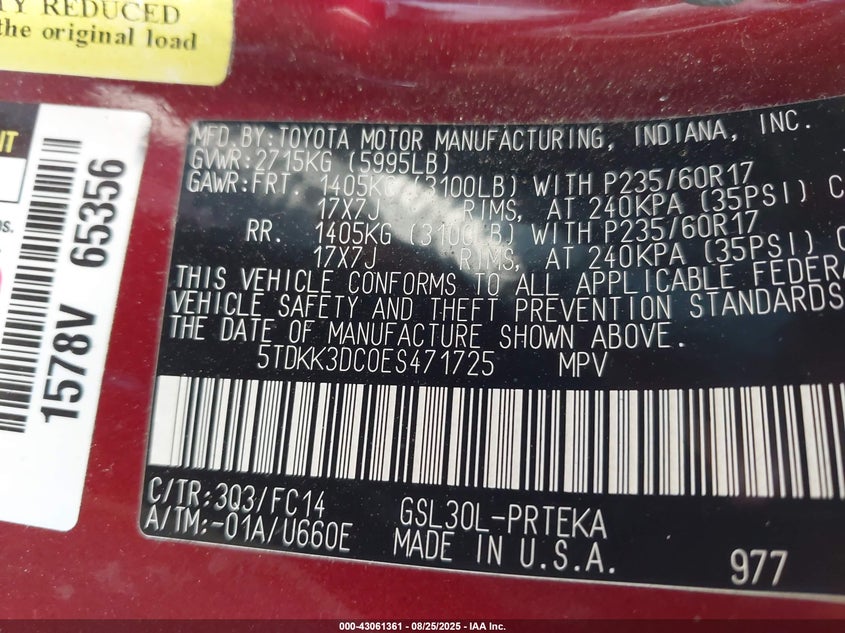 TY REDUCED
the original load
IT
ns.
1578V 65356
MFD.BY:TOYOTA MOTOR MANUFACTURING, INDIANA, INC.
GVWR:2715KG (5995LB)
GAWR:FRT. 1405KG (3100LB) WITH P235/60R17
17X7J RIMS, AT 240KPA (35PSI) C
RR. 1405KG (3100LB) WITH P235/60R17
17X7J RIMS, AT 240KPA (35PSI) C
THIS VEHICLE CONFORMS TO ALL APPLICABLE FEDERA
VEHICLE SAFETY AND THEFT PREVENTION STANDARDS
THE DATE OF MANUFACTURE SHOWN ABOVE.
5TDKK3DC0ES471725 MPV
C/TR:3Q3/FC14 GSL30L-PRTEKA
A/TM:-01A/U660E MADE IN U.S.A. 977
000-43061361 - 08/25/2025 - IAA Inc.